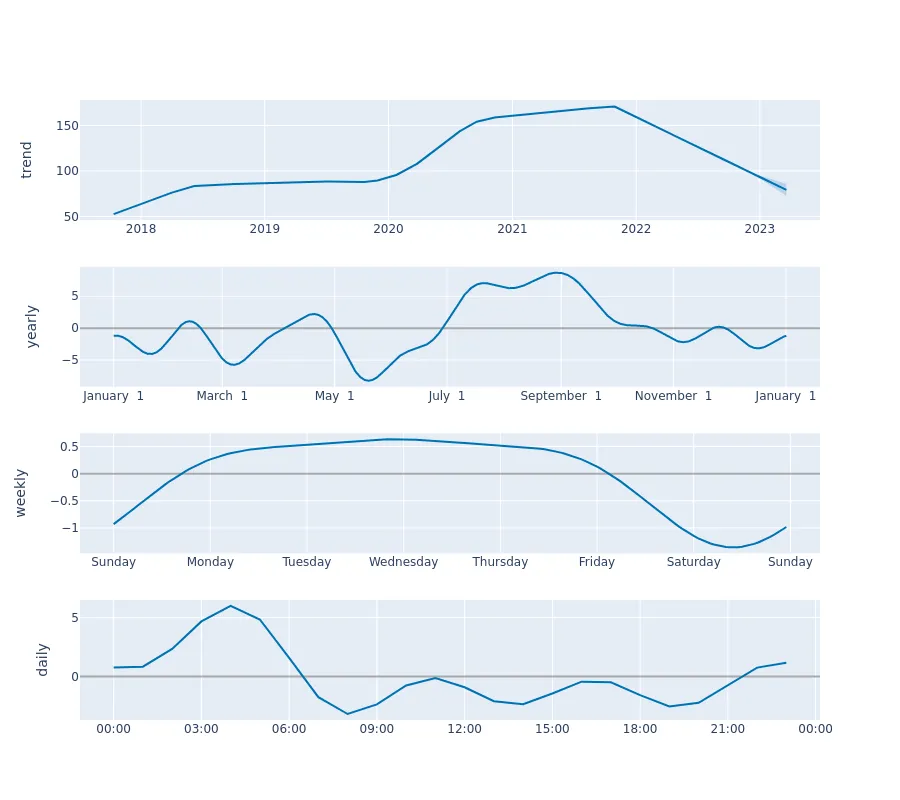 trend
150
100
50
2018 2019 2020 2021 2022 2023
yearly
5
0
−5
January 1 March 1 May 1 July 1 September 1 November 1 January 1
weekly
0.5
0
−0.5
−1
Sunday Monday Tuesday Wednesday Thursday Friday Saturday Sunday
daily
5
0
00:00 03:00 06:00 09:00 12:00 15:00 18:00 21:00 00:00